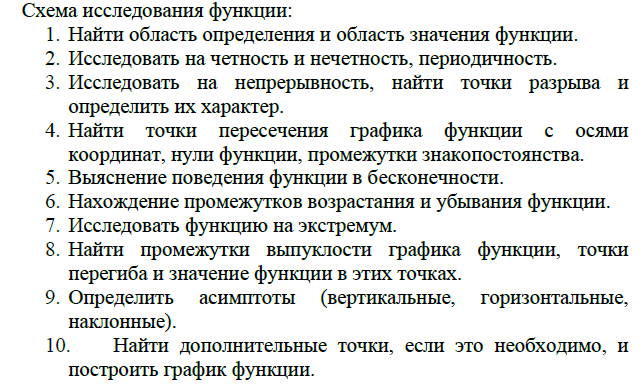 Схема исследования функции:
1. Найти область определения и область значения функции.
2. Исследовать на четность и нечетность, периодичность.
3. Исследовать на непрерывность, найти точки разрыва и
определить их характер.
4. Найти точки пересечения графика функции с осями
координат, нули функции, промежутки знакопостоянства.
5. Выяснение поведения функции в бесконечности.
6. Нахождение промежутков возрастания и убывания функции.
7. Исследовать функцию на экстремум.
8. Найти промежутки выпуклости графика функции, точки
перегиба и значение функции в этих точках.
9. Определить асимптоты (вертикальные, горизонтальные,
наклонные).
10. Найти дополнительные точки, если это необходимо, и
построить график функции.